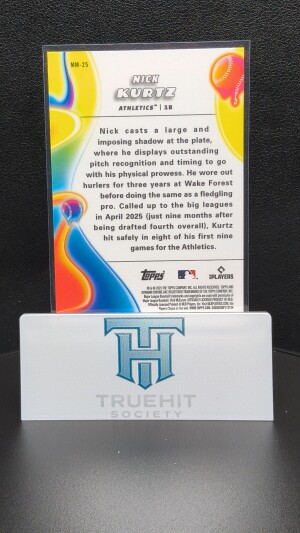 MM-25
NICK
KURTZ
ATHLETICS™ | 1B
Nick casts a large and
imposing shadow at the plate,
where he displays outstanding
pitch recognition and timing to go
with his physical prowess. He wore out
hurlers for three years at Wake Forest
before doing the same as a fledgling
pro. Called up to the big leagues
in April 2025 (just nine months after
being drafted fourth overall), Kurtz
hit safely in eight of his first nine
games for the Athletics.
Topps
PLAYERS
TH
TRUEHIT
SOCIETY